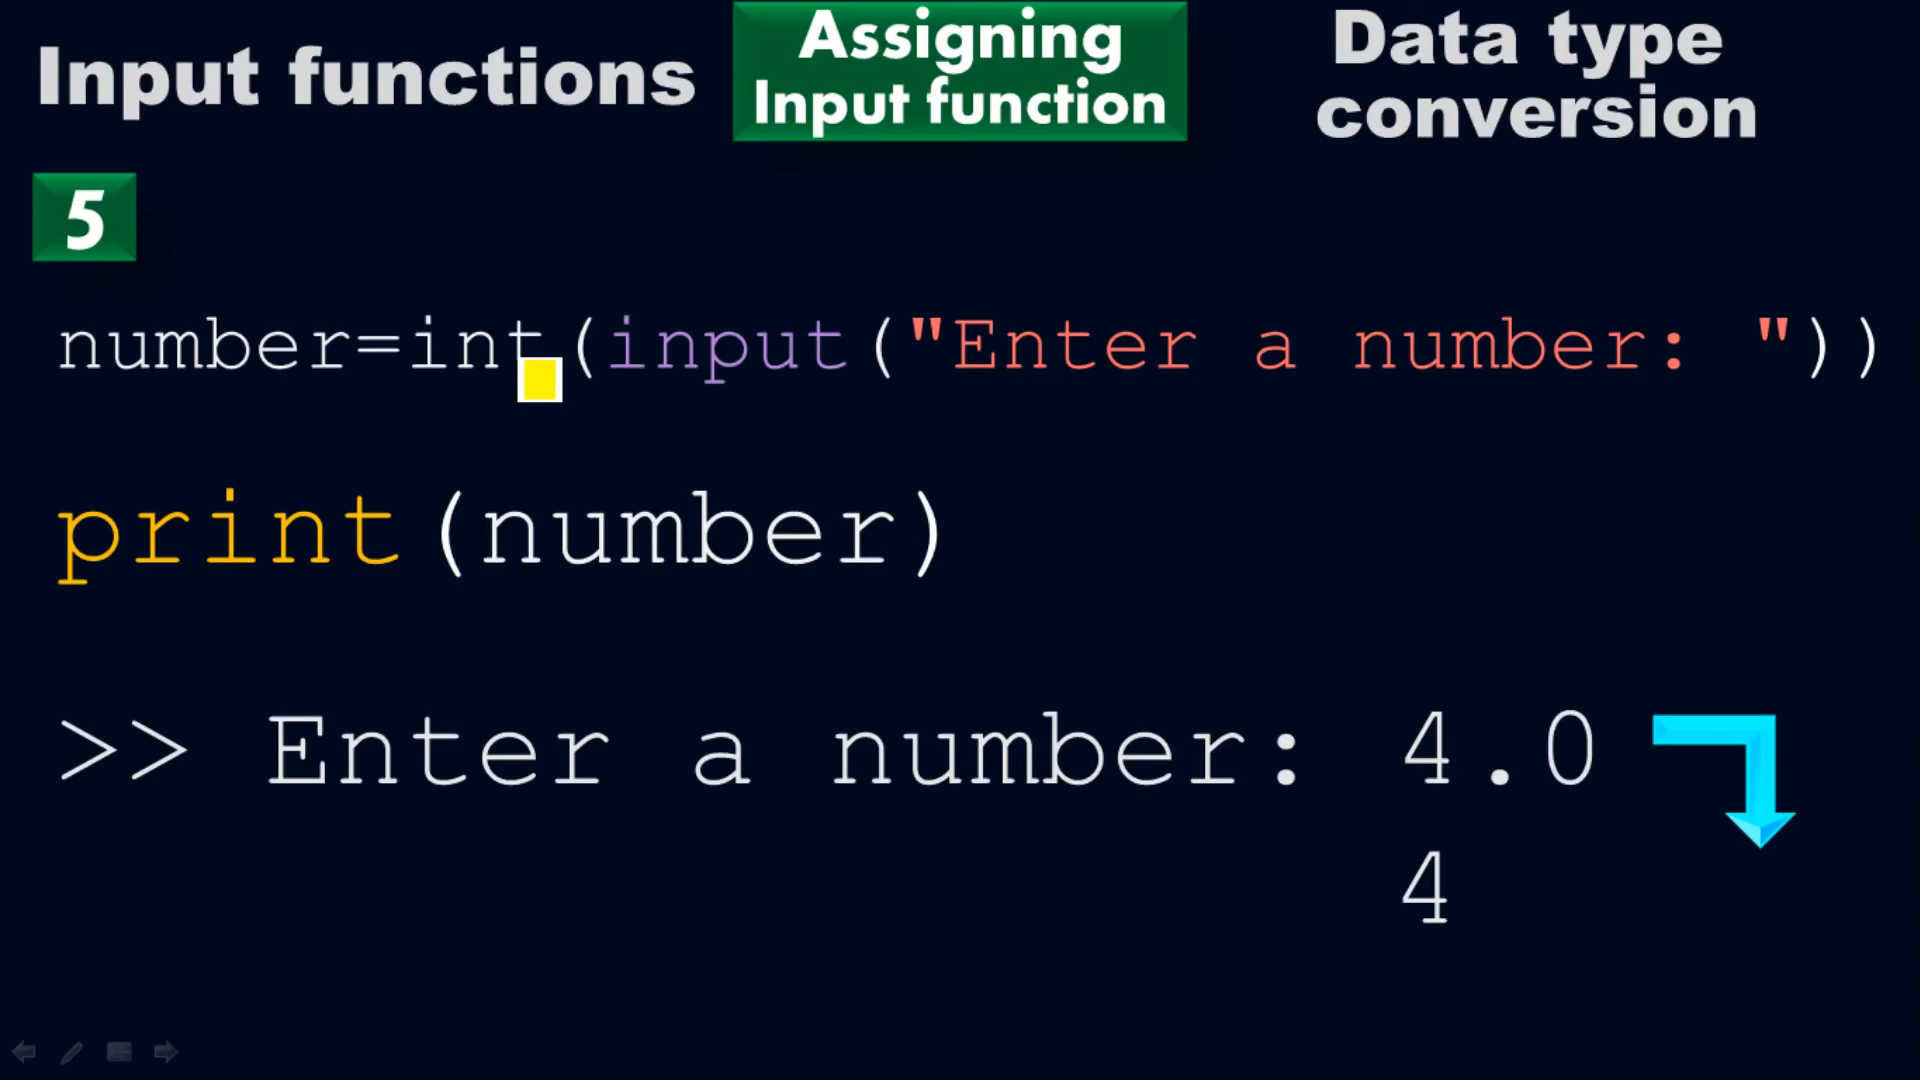 Input functions
Assigning
Input function
Data type
conversion
5
number=int(input("Enter a number: "))
print(number)
>> Enter a number: 4.0
4